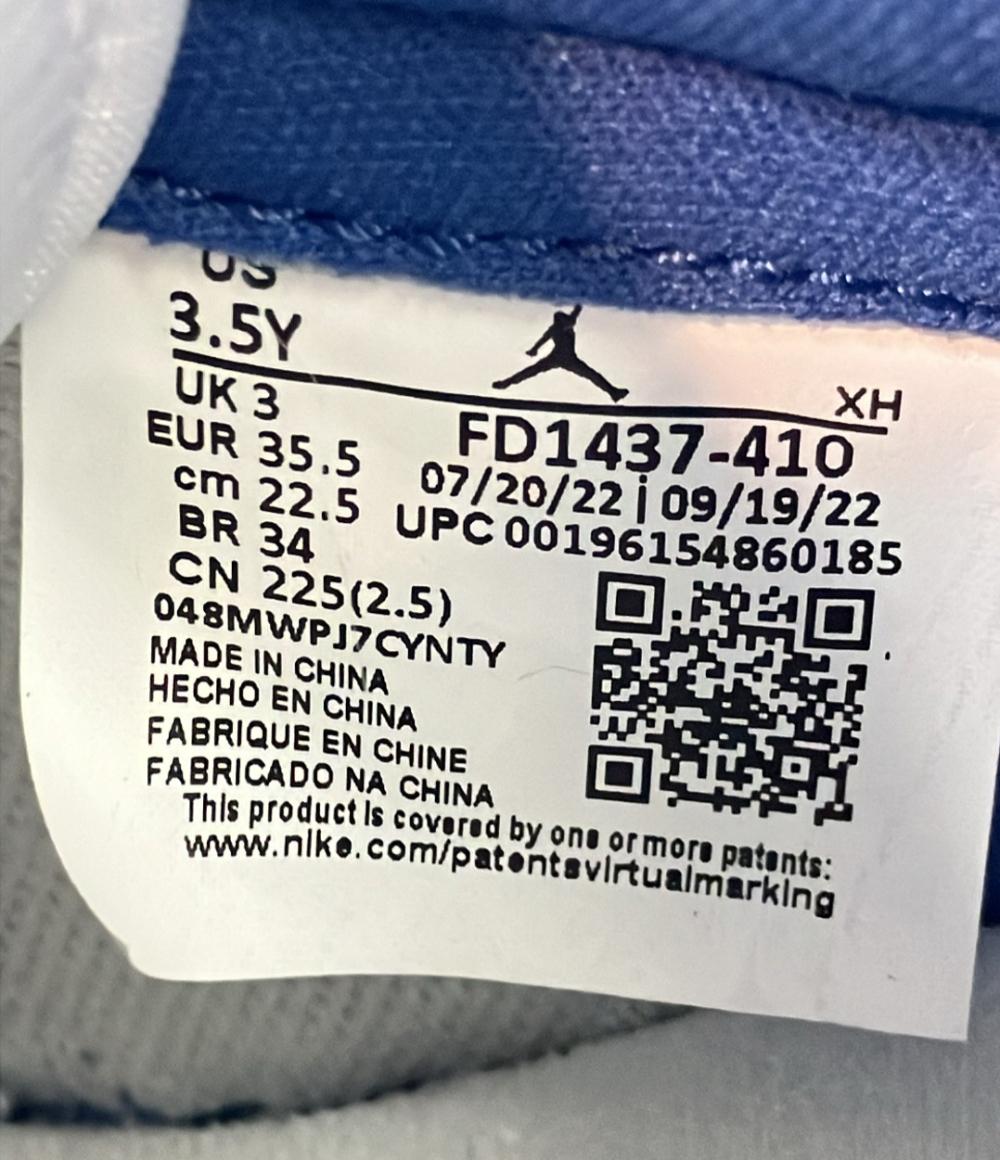 US
3.5Y
XH
UK 3
FD1437-410
EUR 35.5
07/20/22 | 09/19/22
cm 22.5
UPC 00196154860185
BR 34
CN 225(2.5)
048MWPJ7CYNTY
MADE IN CHINA
HECHO EN CHINA
FABRIQUE EN CHINE
FABRICADO NA CHINA
This product is covered by one or more patents:
www.nike.com/patentsvirtualmarking